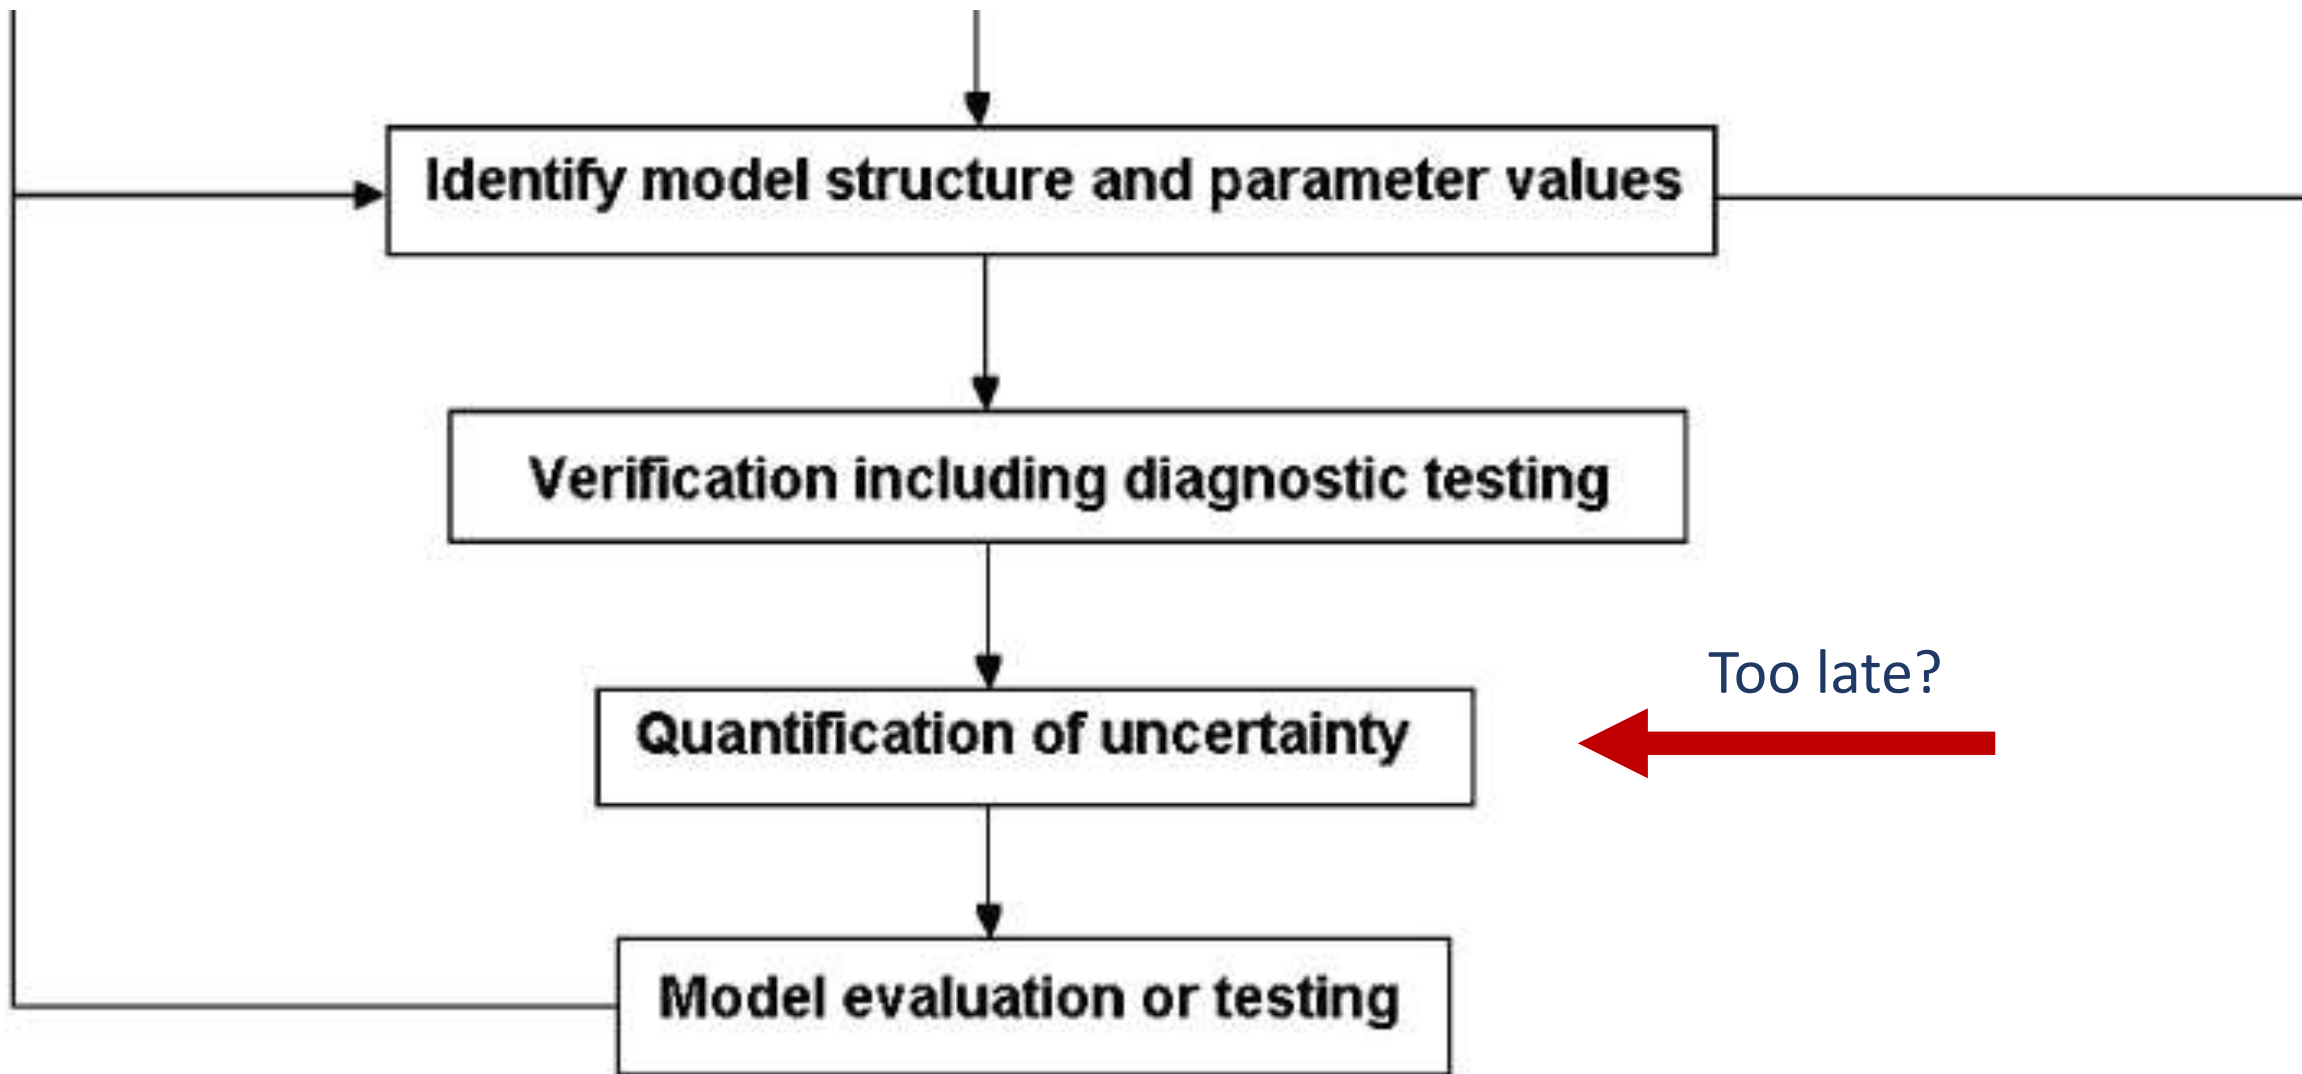 Identify model structure and parameter values
Verification including diagnostic testing
Too late?
Quantification of uncertainty
Model evaluation or testing